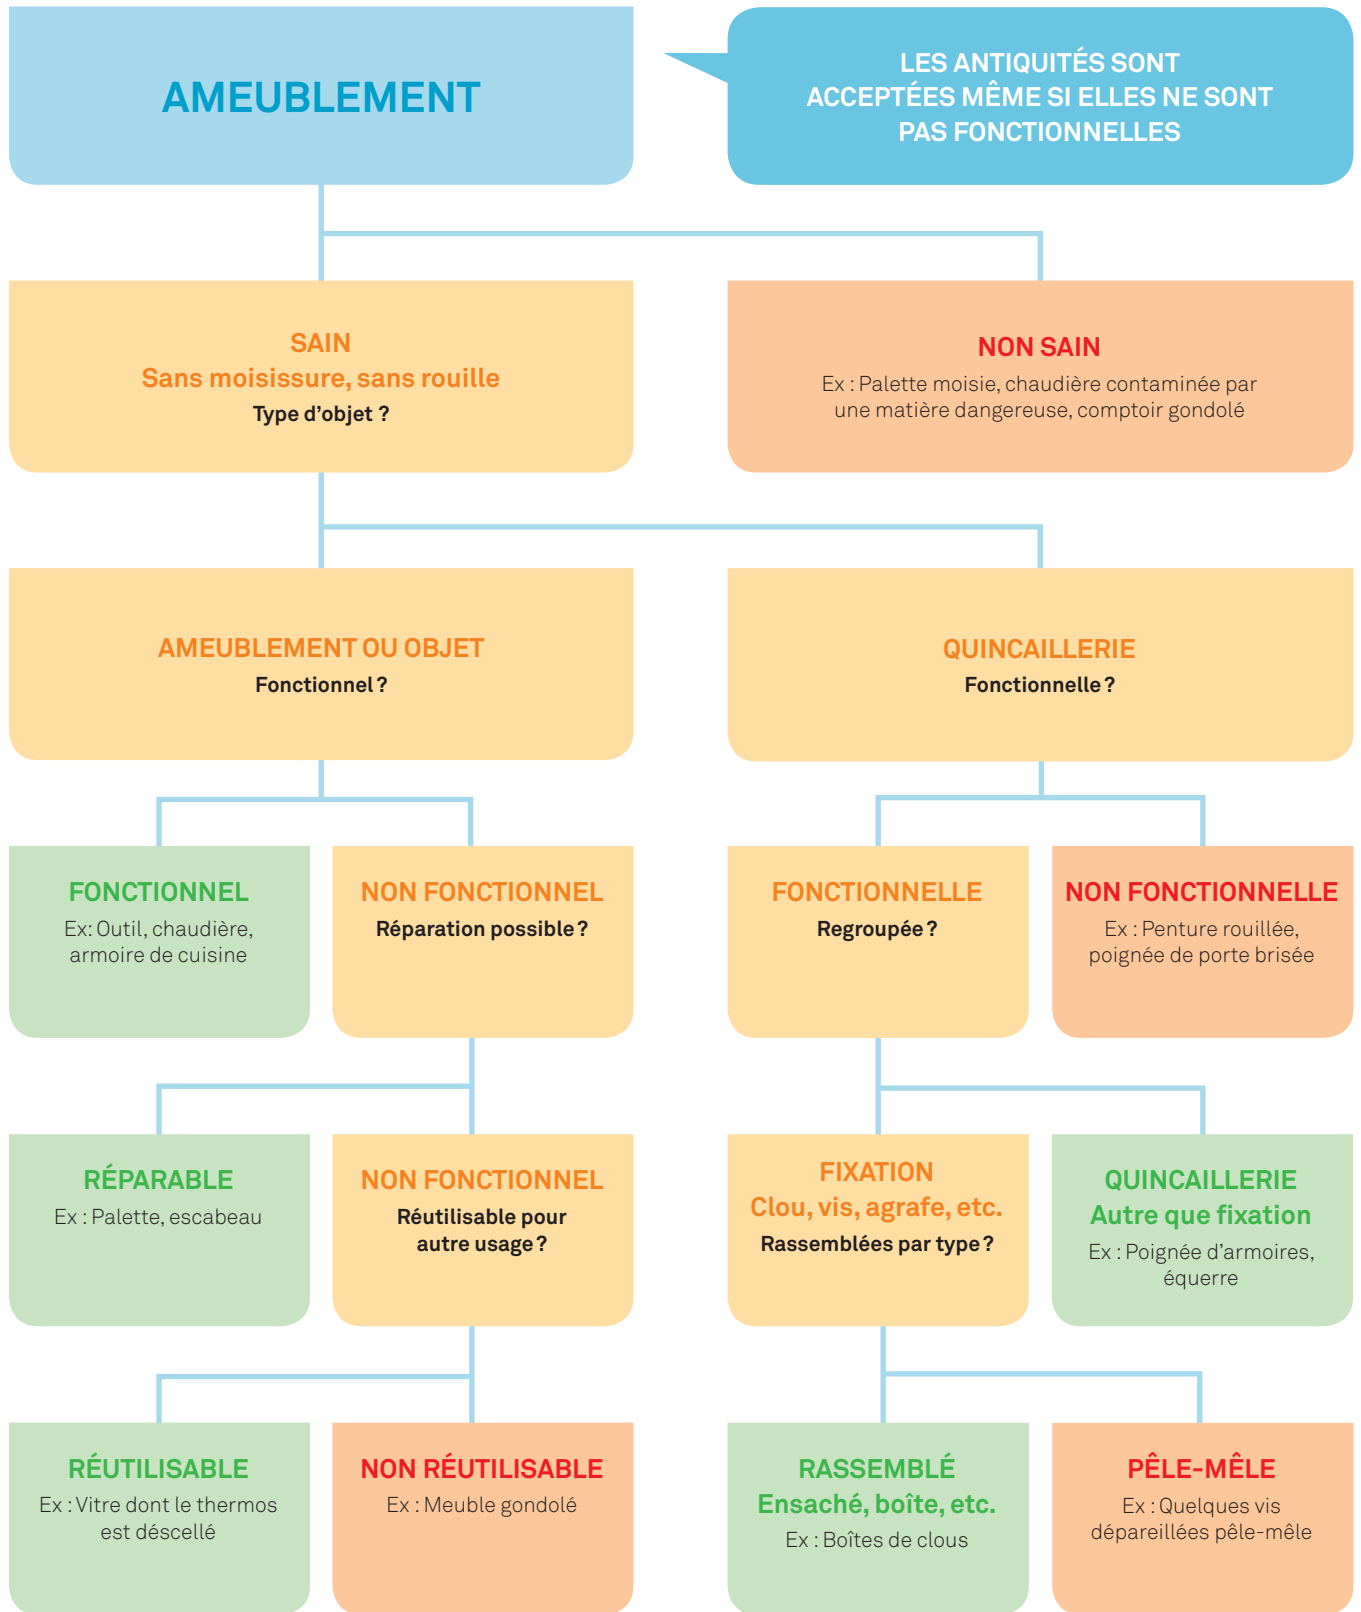 AMEUBLEMENT
LES ANTIQUITÉS SONT
ACCEPTÉES MÊME SI ELLES NE SONT
PAS FONCTIONNELLES
SAIN
Sans moisissure, sans rouille
Type d'objet ?
NON SAIN
Ex : Palette moisie, chaudière contaminée par
une matière dangereuse, comptoir gondolé
AMEUBLEMENT OU OBJET
Fonctionnel ?
QUINCAILLERIE
Fonctionnelle ?
FONCTIONNEL
Ex: Outil, chaudière,
armoire de cuisine
NON FONCTIONNEL
Réparation possible ?
FONCTIONNELLE
Regroupée ?
NON FONCTIONNELLE
Ex : Penture rouillée,
poignée de porte brisée
RÉPARABLE
Ex : Palette, escabeau
NON FONCTIONNEL
Réutilisable pour
autre usage ?
FIXATION
Clou, vis, agrafe, etc.
Rassemblées par type ?
QUINCAILLERIE
Autre que fixation
Ex : Poignée d'armoires,
équerre
RÉUTILISABLE
Ex : Vitre dont le thermos
est déscellé
NON RÉUTILISABLE
Ex : Meuble gondolé
RASSEMBLÉ
Ensaché, boîte, etc.
Ex : Boîtes de clous
PÊLE-MÊLE
Ex : Quelques vis
dépareillées pêle-mêle